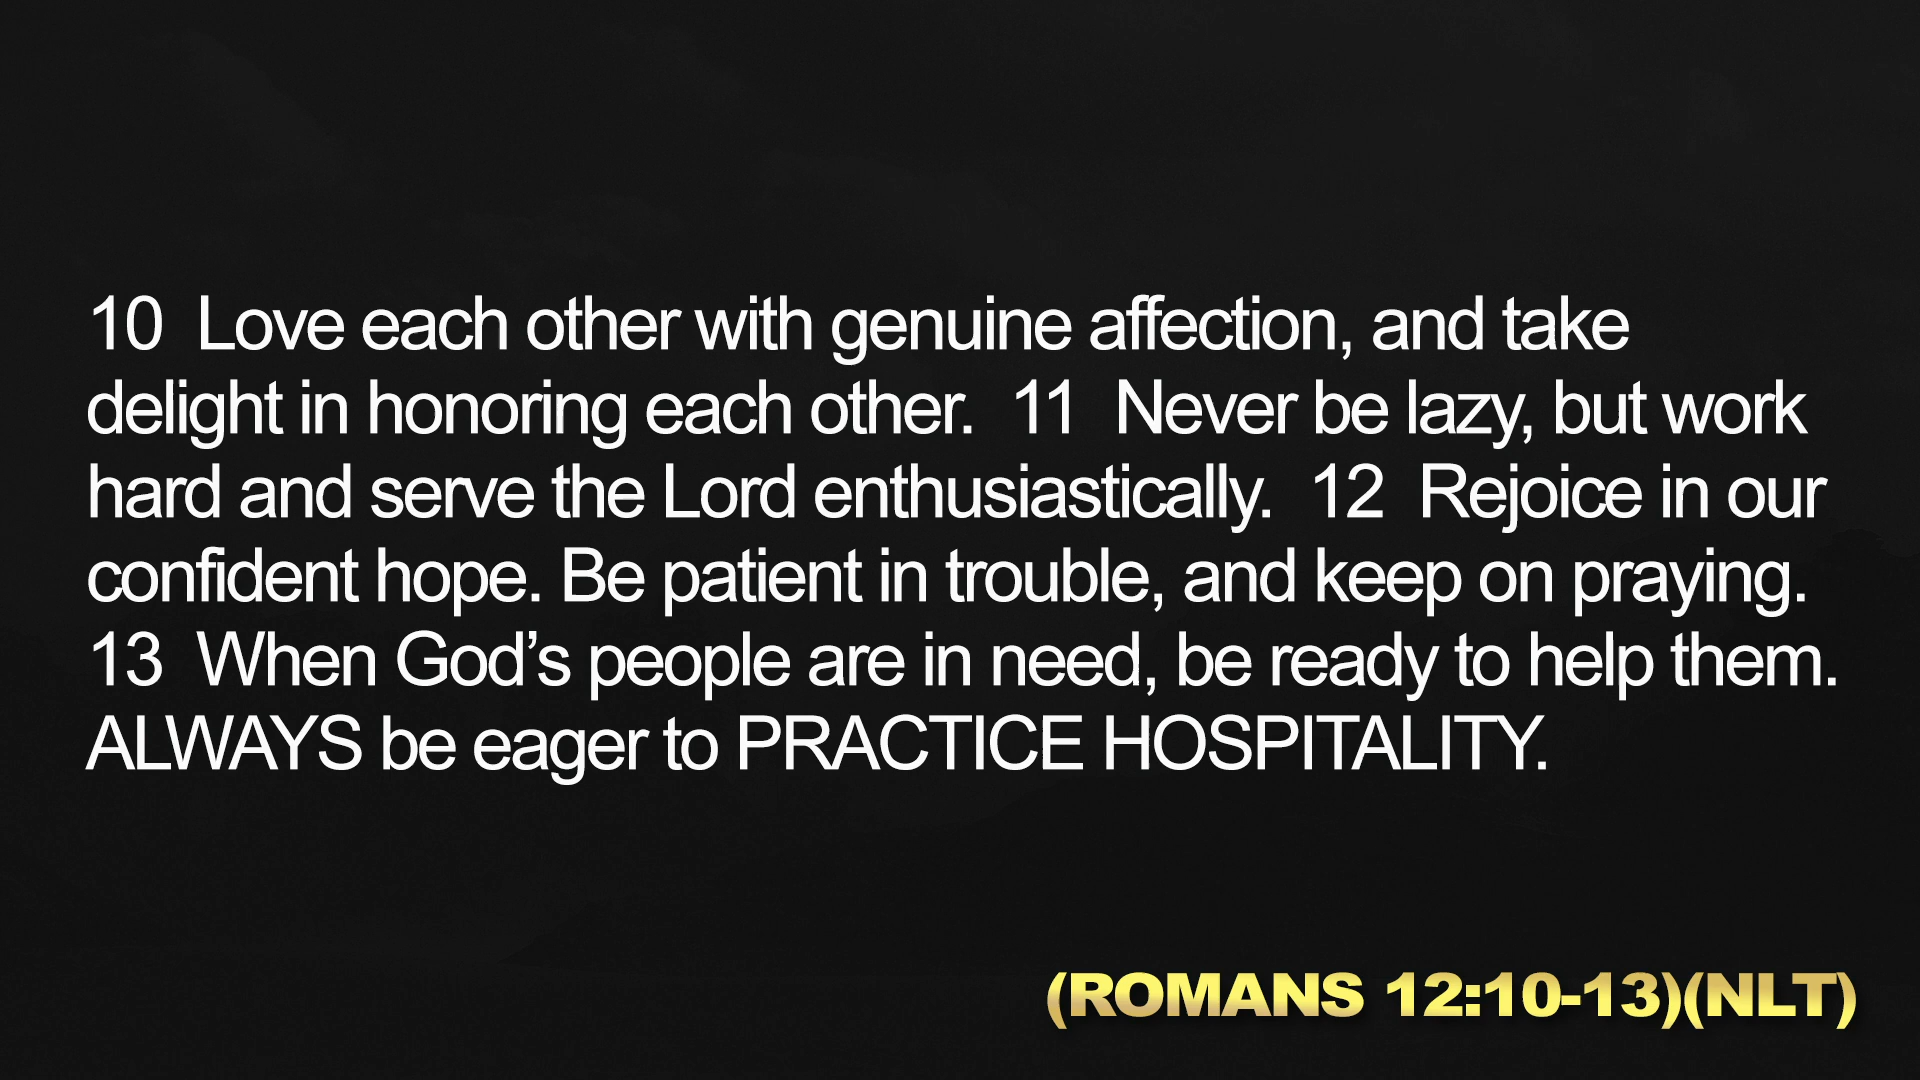 10  Love each other with genuine affection, and take
delight in honoring each other.  11  Never be lazy, but work
hard and serve the Lord enthusiastically.  12  Rejoice in our
confident hope. Be patient in trouble, and keep on praying.
13  When God’s people are in need, be ready to help them.
ALWAYS be eager to PRACTICE HOSPITALITY.
(ROMANS 12:10-13)(NLT)